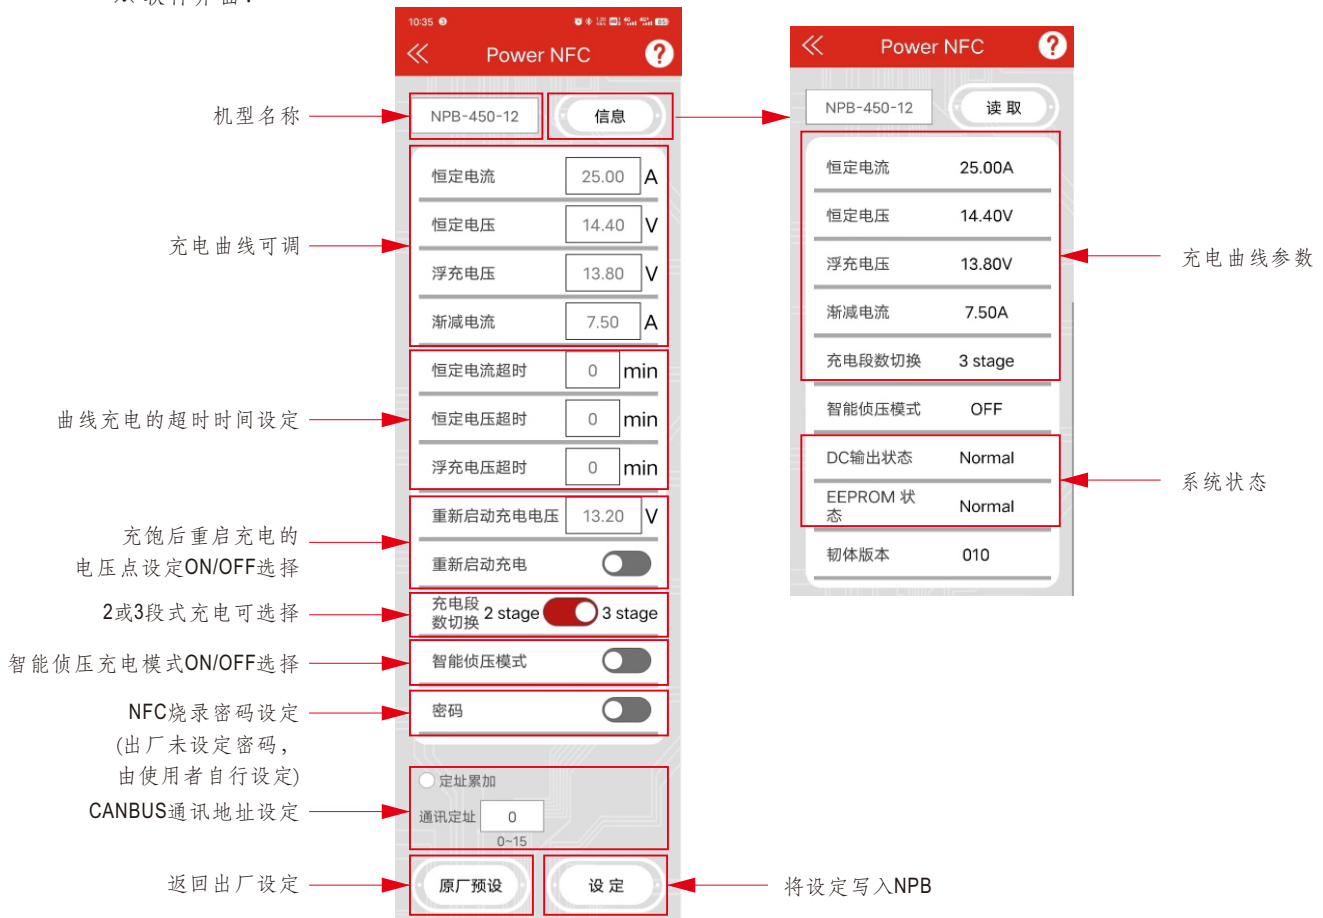 10:35
Power NFC
?
NPB-450-12
信息
恒定电流 25.00 A
恒定电压 14.40 V
浮充电压 13.80 V
渐减电流 7.50 A
恒定电流超时 0 min
恒定电压超时 0 min
浮充电压超时 0 min
重新启动充电电压 13.20 V
重新启动充电
充电段
数切换 2 stage 3 stage
智能侦压模式
密码
定址累加
通讯定址 0
0~15
原厂预设
设 定
机型名称
充电曲线可调
曲线充电的超时时间设定
充饱后重启充电的
电压点设定ON/OFF选择
2或3段式充电可选择
智能侦压充电模式ON/OFF选择
NFC烧录密码设定
(出厂未设定密码，
由使用者自行设定)
CANBUS通讯地址设定
返回出厂设定
将设定写入NPB
Power NFC
?
NPB-450-12
读 取
恒定电流 25.00A
恒定电压 14.40V
浮充电压 13.80V
渐减电流 7.50A
充电段数切换 3 stage
智能侦压模式 OFF
DC输出状态 Normal
EEPROM 状
态 Normal
韧体版本 010
充电曲线参数
系统状态